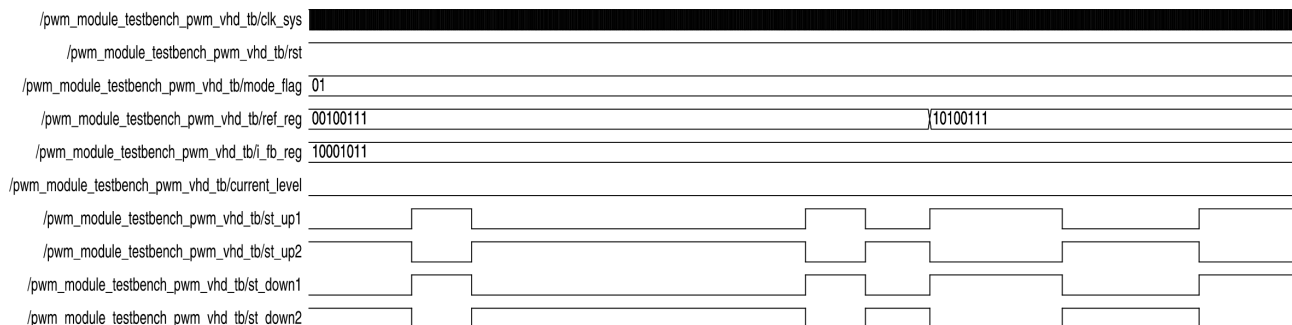 /pwm_module_testbench_pwm_vhd_tb/clk_sys
/pwm_module_testbench_pwm_vhd_tb/rst
/pwm_module_testbench_pwm_vhd_tb/mode_flag 01
/pwm_module_testbench_pwm_vhd_tb/ref_reg 00100111 10100111
/pwm_module_testbench_pwm_vhd_tb/i_fb_reg 10001011
/pwm_module_testbench_pwm_vhd_tb/current_level
/pwm_module_testbench_pwm_vhd_tb/st_up1
/pwm_module_testbench_pwm_vhd_tb/st_up2
/pwm_module_testbench_pwm_vhd_tb/st_down1
/pwm_module_testbench_pwm_vhd_tb/st_down2